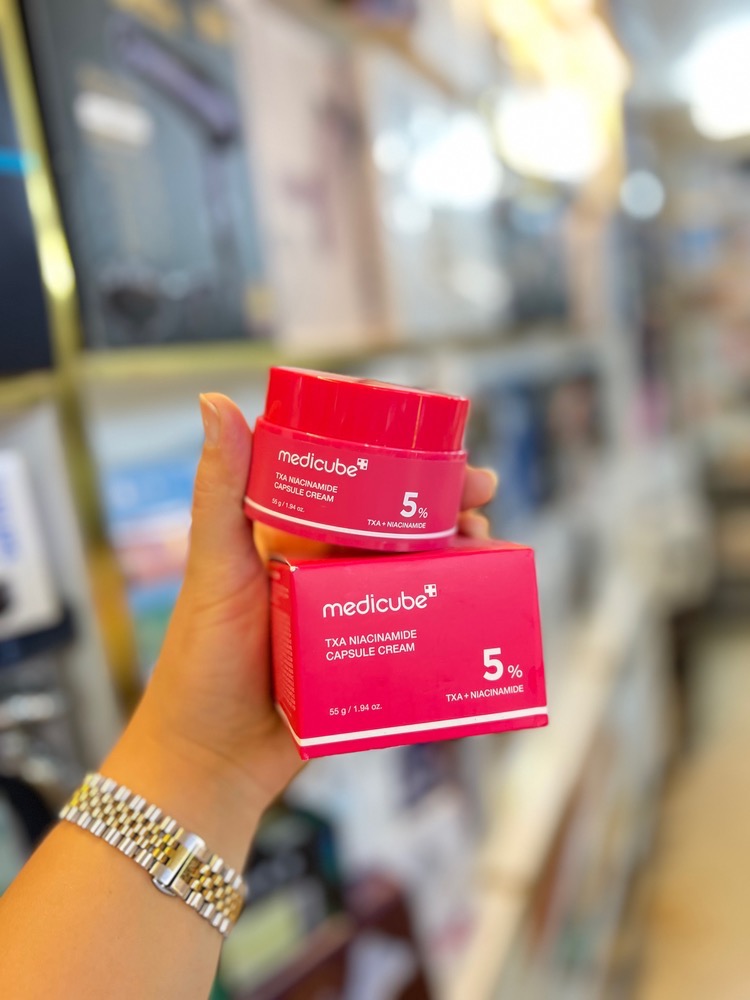 medicube
TXA NIACINAMIDE
CAPSULE CREAM
55 g / 1.94 oz.
5%
TXA + NIACINAMIDE
medicube
TXA NIACINAMIDE
CAPSULE CREAM
55 g / 1.94 oz.
5%
TXA + NIACINAMIDE